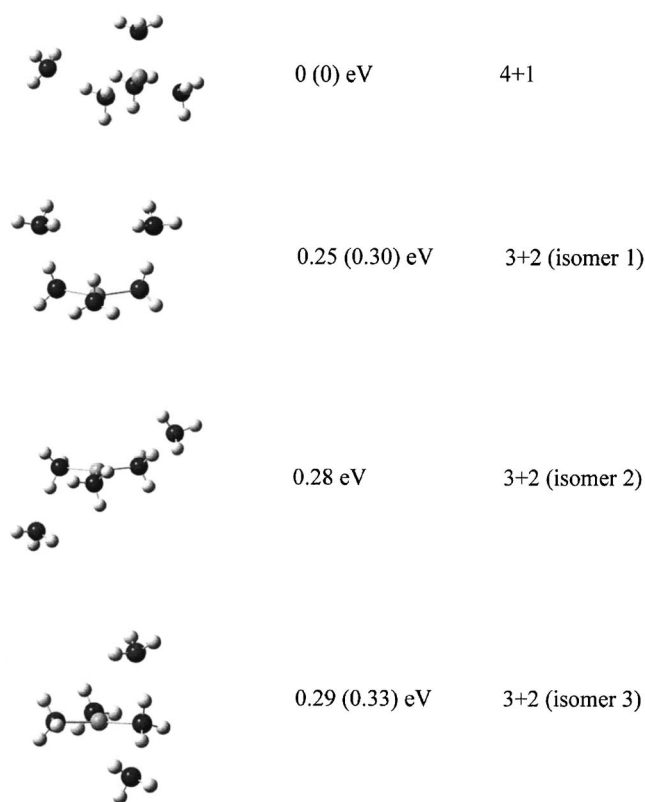 0 (0) eV 4+1
0.25 (0.30) eV 3+2 (isomer 1)
0.28 eV 3+2 (isomer 2)
0.29 (0.33) eV 3+2 (isomer 3)